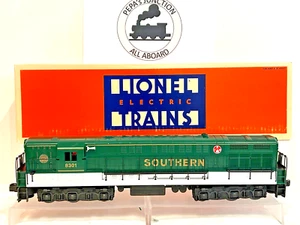 PEPA'S JUNCTION
ALL ABOARD
LIONEL
ELECTRIC
TRAINS
SOUTHERN